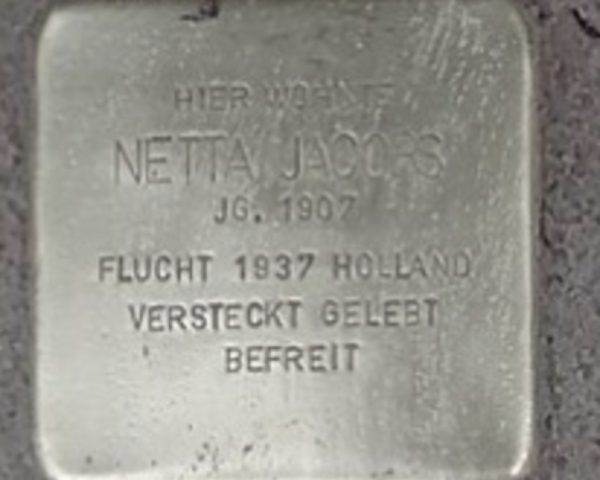 HIER WOHNTE
NETTA JACOBS
JG. 1907
FLUCHT 1937 HOLLAND
VERSTECKT GELEBT
BEFREIT